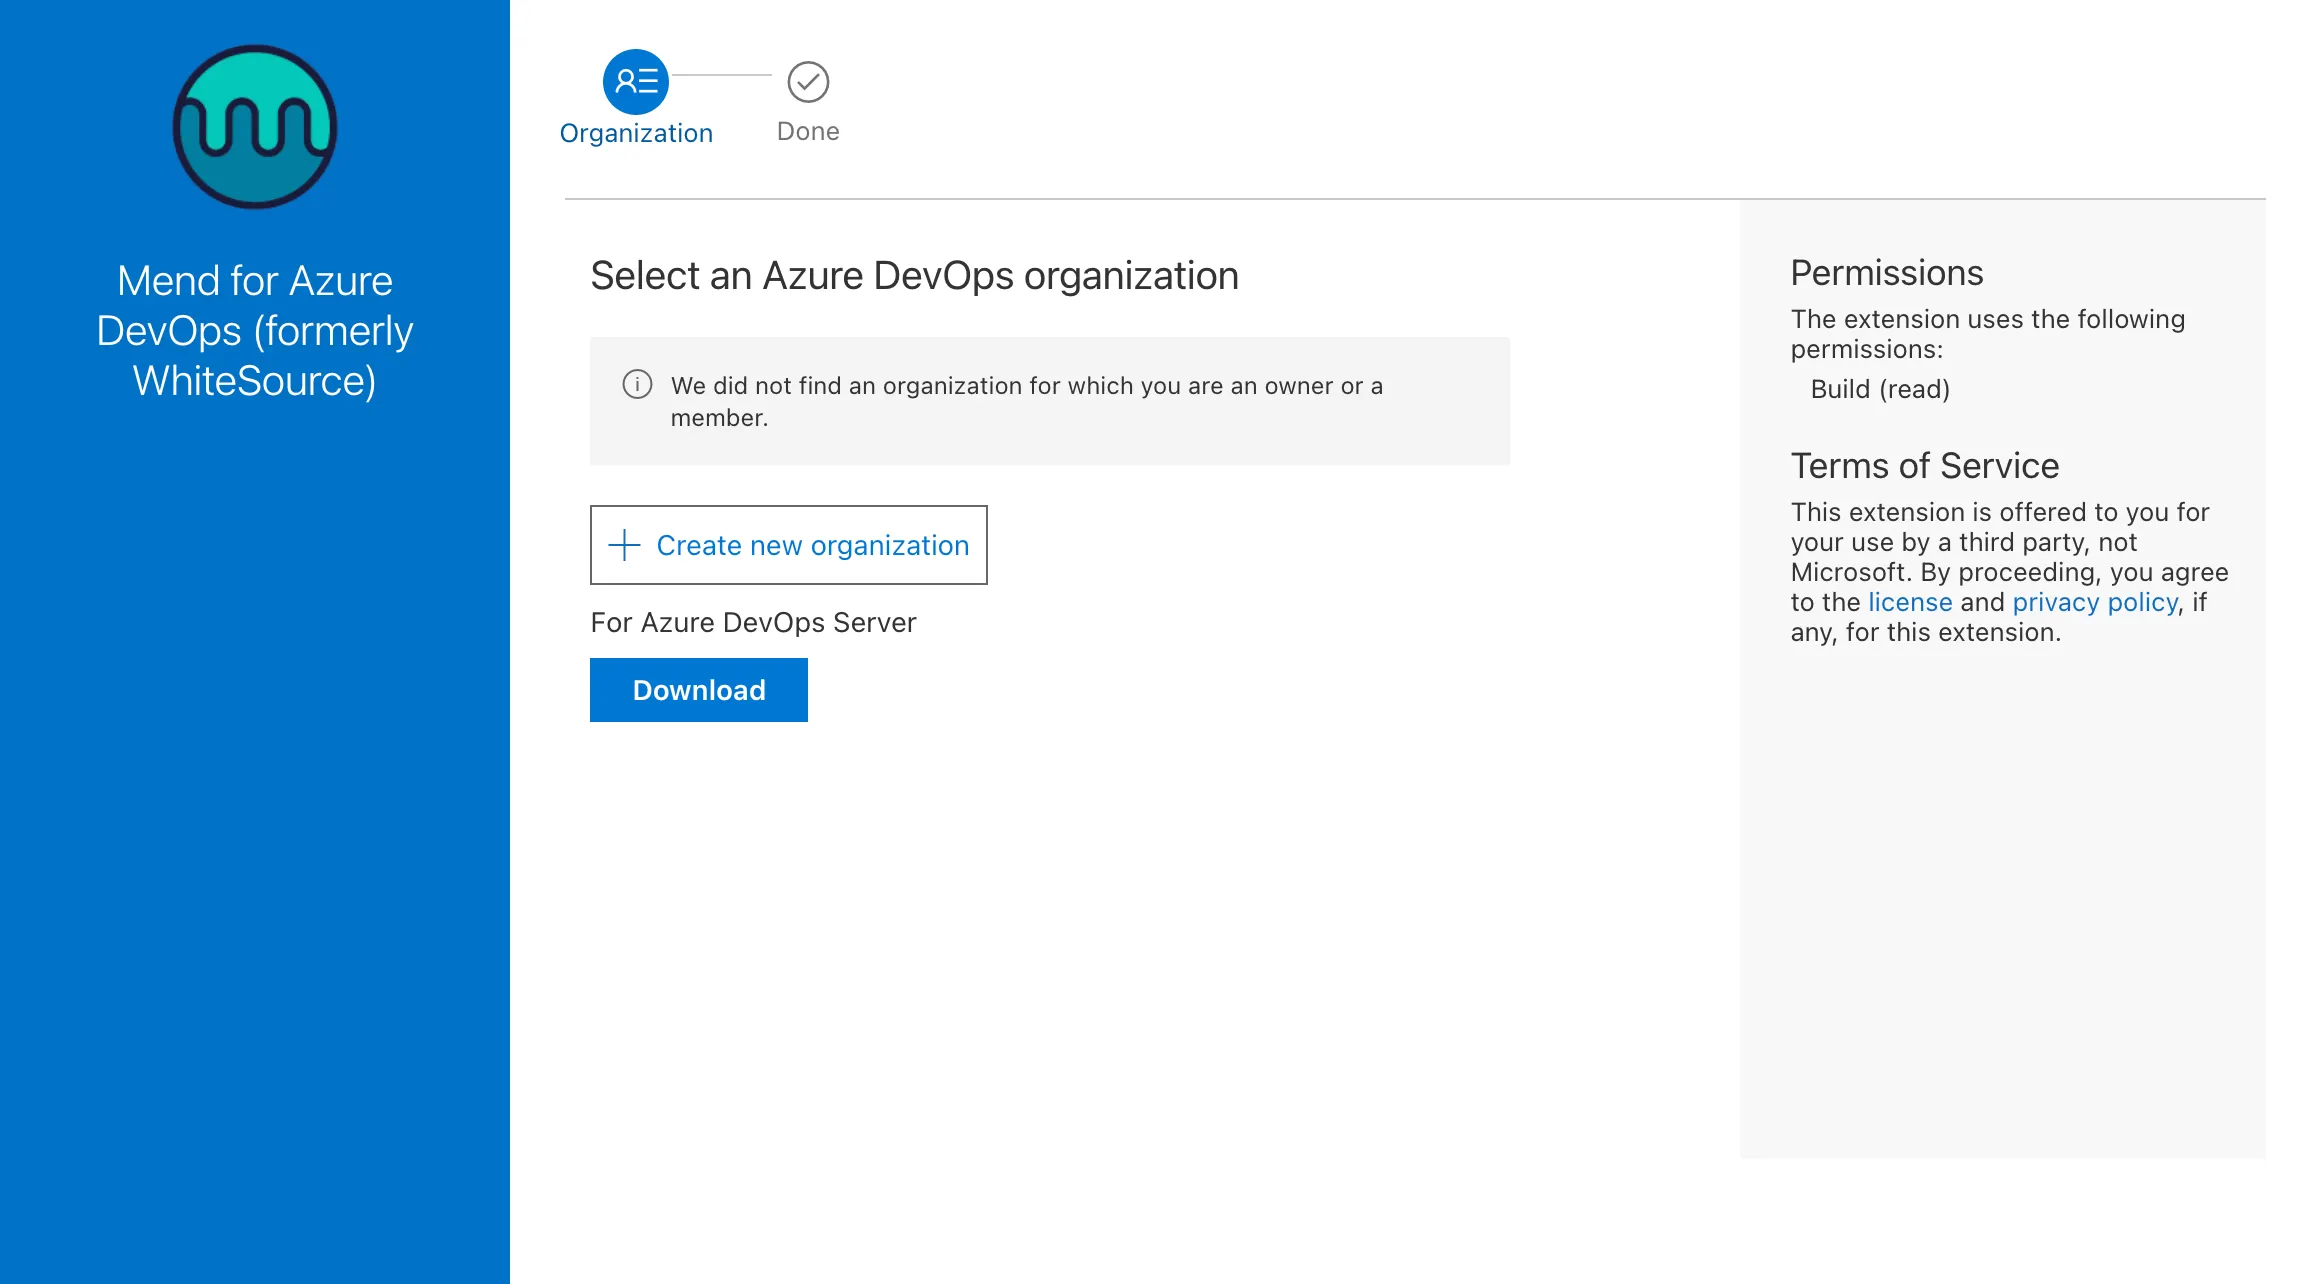 Mend for Azure
DevOps (formerly
WhiteSource)
Organization
Done
Select an Azure DevOps organization
We did not find an organization for which you are an owner or a
member.
Create new organization
For Azure DevOps Server
Download
Permissions
The extension uses the following
permissions:
Build (read)
Terms of Service
This extension is offered to you for
your use by a third party, not
Microsoft. By proceeding, you agree
to the license and privacy policy, if
any, for this extension.